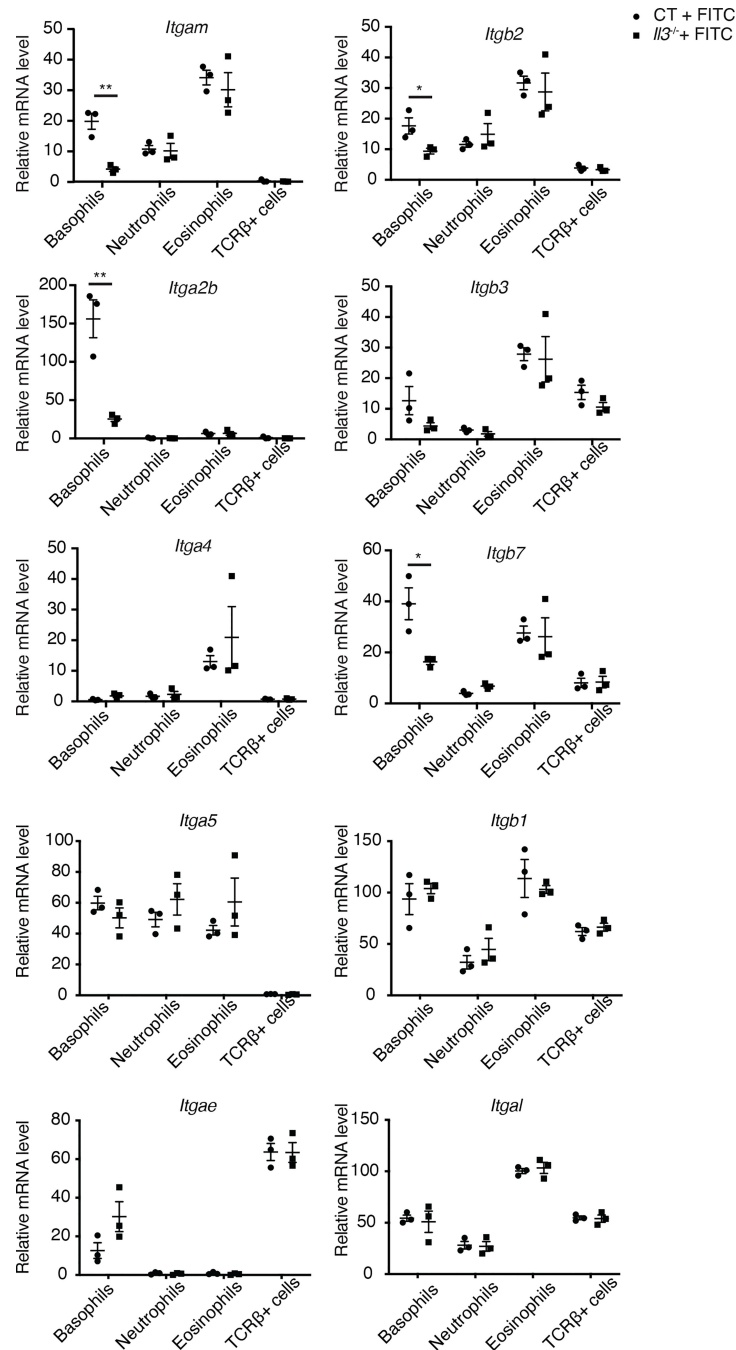 CT + FITC
Il3-/-+ FITC
Itgam
Relative mRNA level
50
40
30
20
10
0
**
Basophils
Neutrophils
Eosinophils
TCRβ+ cells
Itgb2
Relative mRNA level
50
40
30
20
10
0
*
Basophils
Neutrophils
Eosinophils
TCRβ+ cells
Itga2b
Relative mRNA level
200
150
100
50
0
**
Basophils
Neutrophils
Eosinophils
TCRβ+ cells
Itgb3
Relative mRNA level
50
40
30
20
10
0
Basophils
Neutrophils
Eosinophils
TCRβ+ cells
Itga4
Relative mRNA level
50
40
30
20
10
0
Basophils
Neutrophils
Eosinophils
TCRβ+ cells
Itgb7
Relative mRNA level
60
40
20
0
*
Basophils
Neutrophils
Eosinophils
TCRβ+ cells
Itga5
Relative mRNA level
100
80
60
40
20
0
Basophils
Neutrophils
Eosinophils
TCRβ+ cells
Itgb1
Relative mRNA level
150
100
50
0
Basophils
Neutrophils
Eosinophils
TCRβ+ cells
Itgae
Relative mRNA level
80
60
40
20
0
Basophils
Neutrophils
Eosinophils
TCRβ+ cells
Itgal
Relative mRNA level
150
100
50
0
Basophils
Neutrophils
Eosinophils
TCRβ+ cells